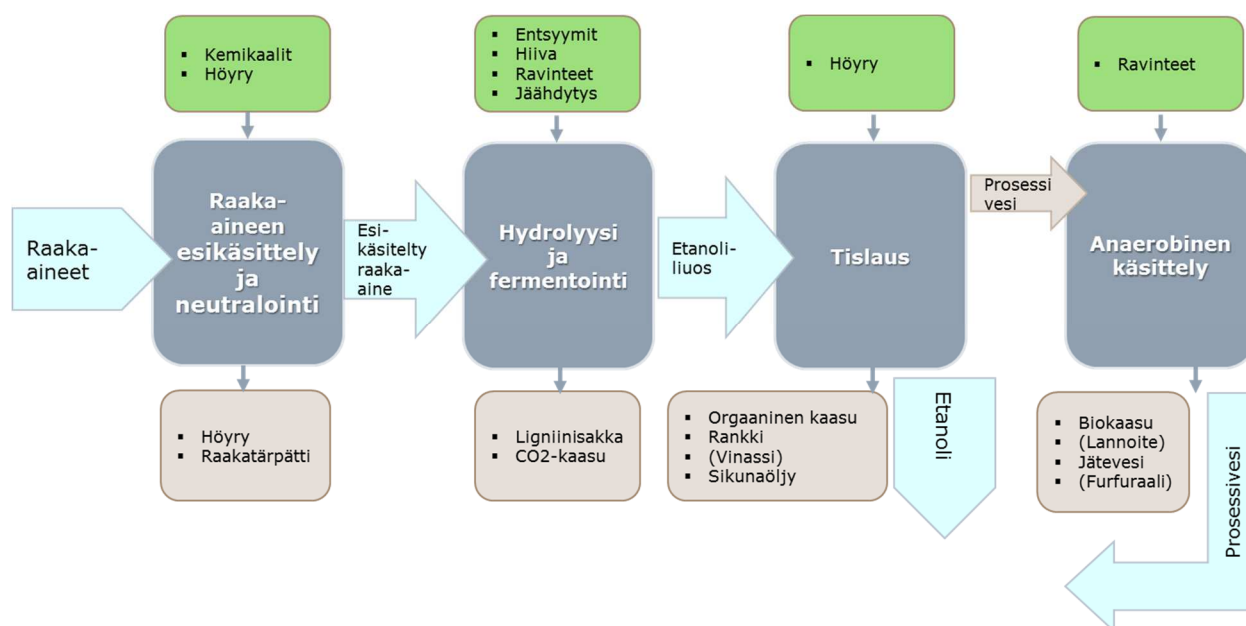 ▪ Kemikaalit
▪ Höyry
▪ Entsyymit
▪ Hiiva
▪ Ravinteet
▪ Jäähdytys
▪ Höyry
▪ Ravinteet
Raaka-
aineet
Raaka-
aineen
esikäsittely
ja
neutralointi
Esi-
käsitelty
raaka-
aine
Hydrolyysi
ja
fermentointi
Etanoli-
liuos
Tislaus
Prosessi
vesi
Anaerobinen
käsittely
▪ Höyry
▪ Raakatärpätti
▪ Ligniinisakka
▪ CO2-kaasu
▪ Orgaaninen kaasu
▪ Rankki
▪ (Vinassi)
▪ Sikunaöljy
Etanoli
▪ Biokaasu
▪ (Lannoite)
▪ Jätevesi
▪ (Furfuraali)
Prosessivesi